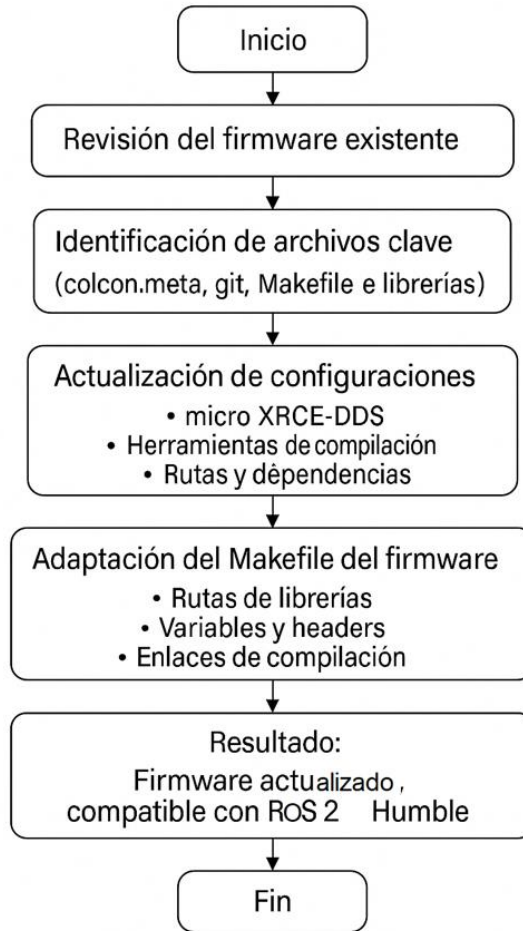 Inicio
Revisión del firmware existente
Identificación de archivos clave
(colcon.meta, git, Makefile e librerías)
Actualización de configuraciones
• micro XRCE-DDS
• Herramientas de compilación
• Rutas y dèpendencias
Adaptación del Makefile del firmware
• Rutas de librerías
• Variables y headers
• Enlaces de compilación
Resultado:
Firmware actualizado,
compatible con ROS 2 Humble
Fin